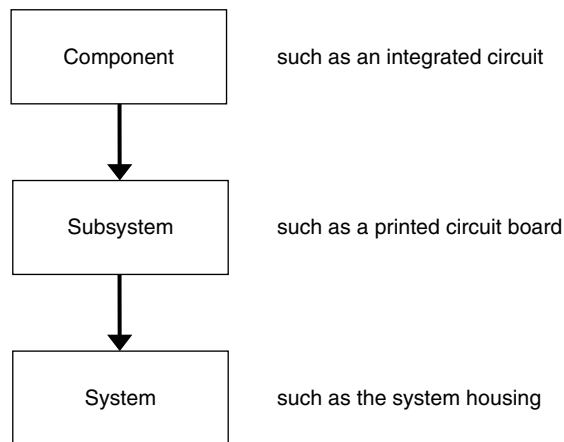 Component such as an integrated circuit
Subsystem such as a printed circuit board
System such as the system housing